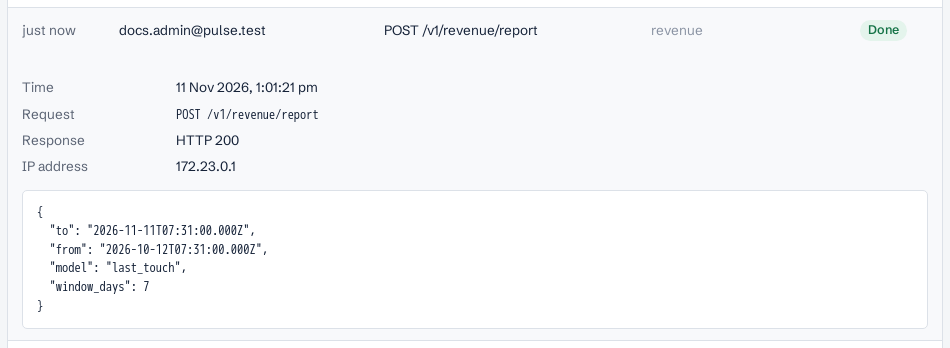 just now docs.admin@pulse.test POST /v1/revenue/report revenue Done
Time 11 Nov 2026, 1:01:21 pm
Request POST /v1/revenue/report
Response HTTP 200
IP address 172.23.0.1
{
  "to": "2026-11-11T07:31:00.000Z",
  "from": "2026-10-12T07:31:00.000Z",
  "model": "last_touch",
  "window_days": 7
}